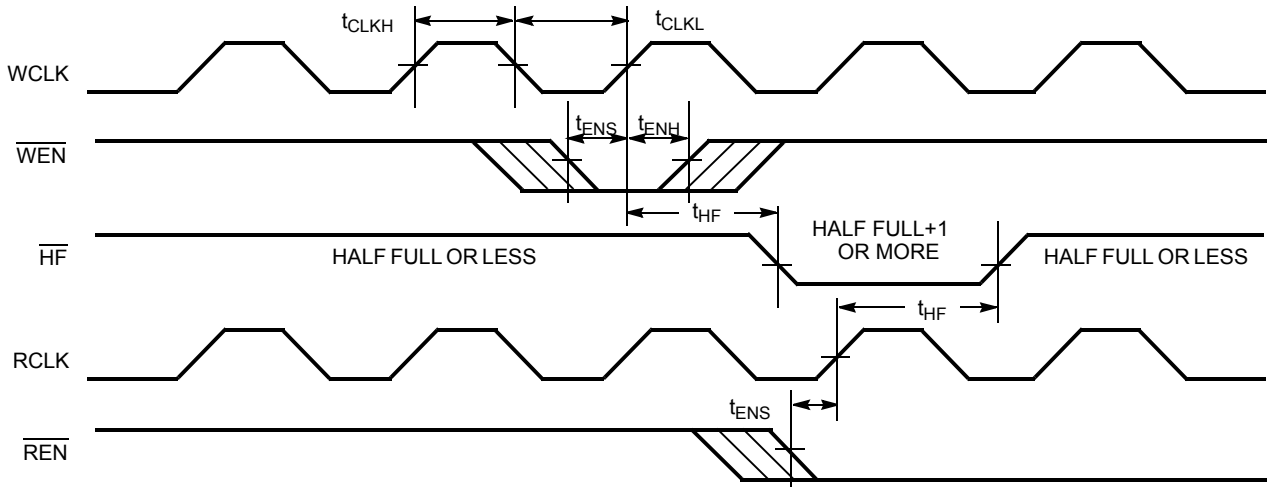 tCLKH
tCLKL
WCLK
tENS
tENH
WEN
tHF
HF
HALF FULL OR LESS
HALF FULL+1
OR MORE
HALF FULL OR LESS
tHF
RCLK
tENS
REN